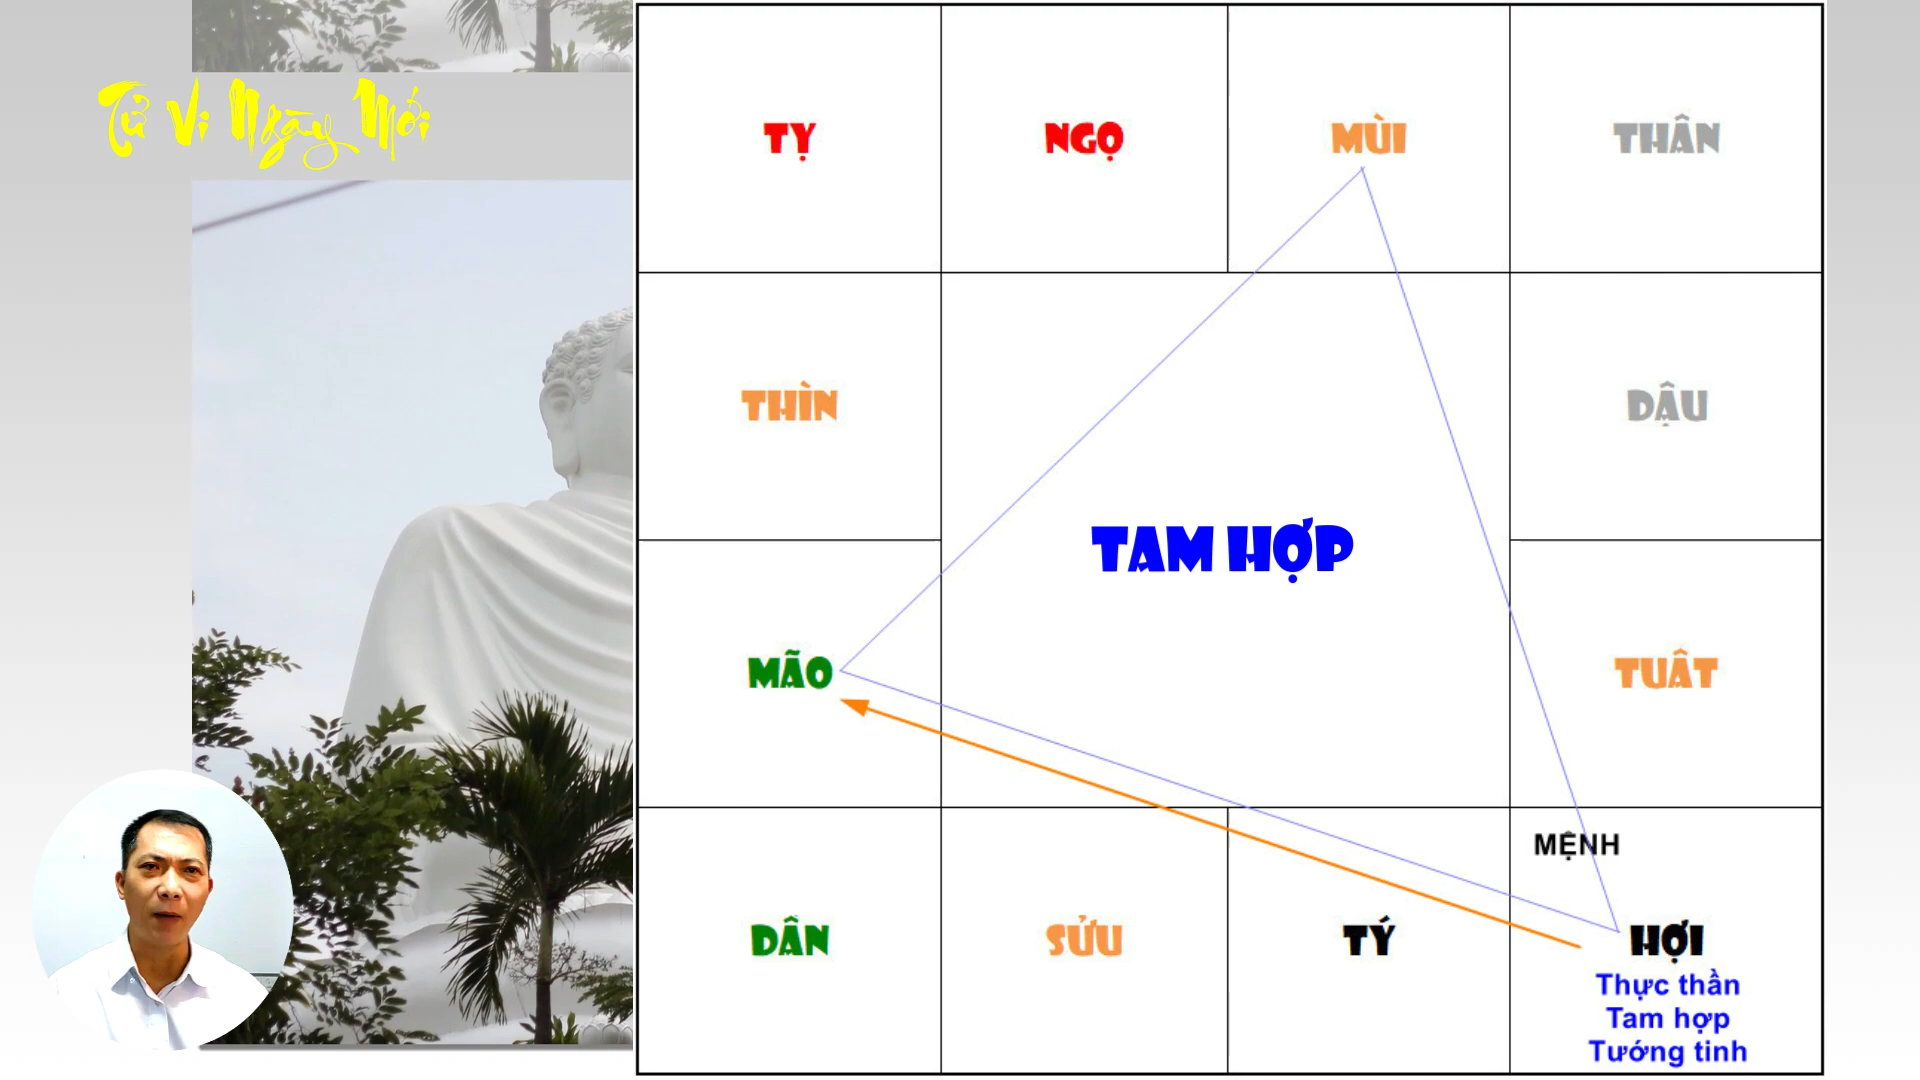 Tử Vi Ngày Mới
TỴ
NGỌ
MÙI
THÂN
THÌN
DẬU
TAM HỢP
MÃO
TUẤT
MỆNH
DẦN
SỬU
TÝ
HỢI
Thực thần
Tam hợp
Tướng tinh